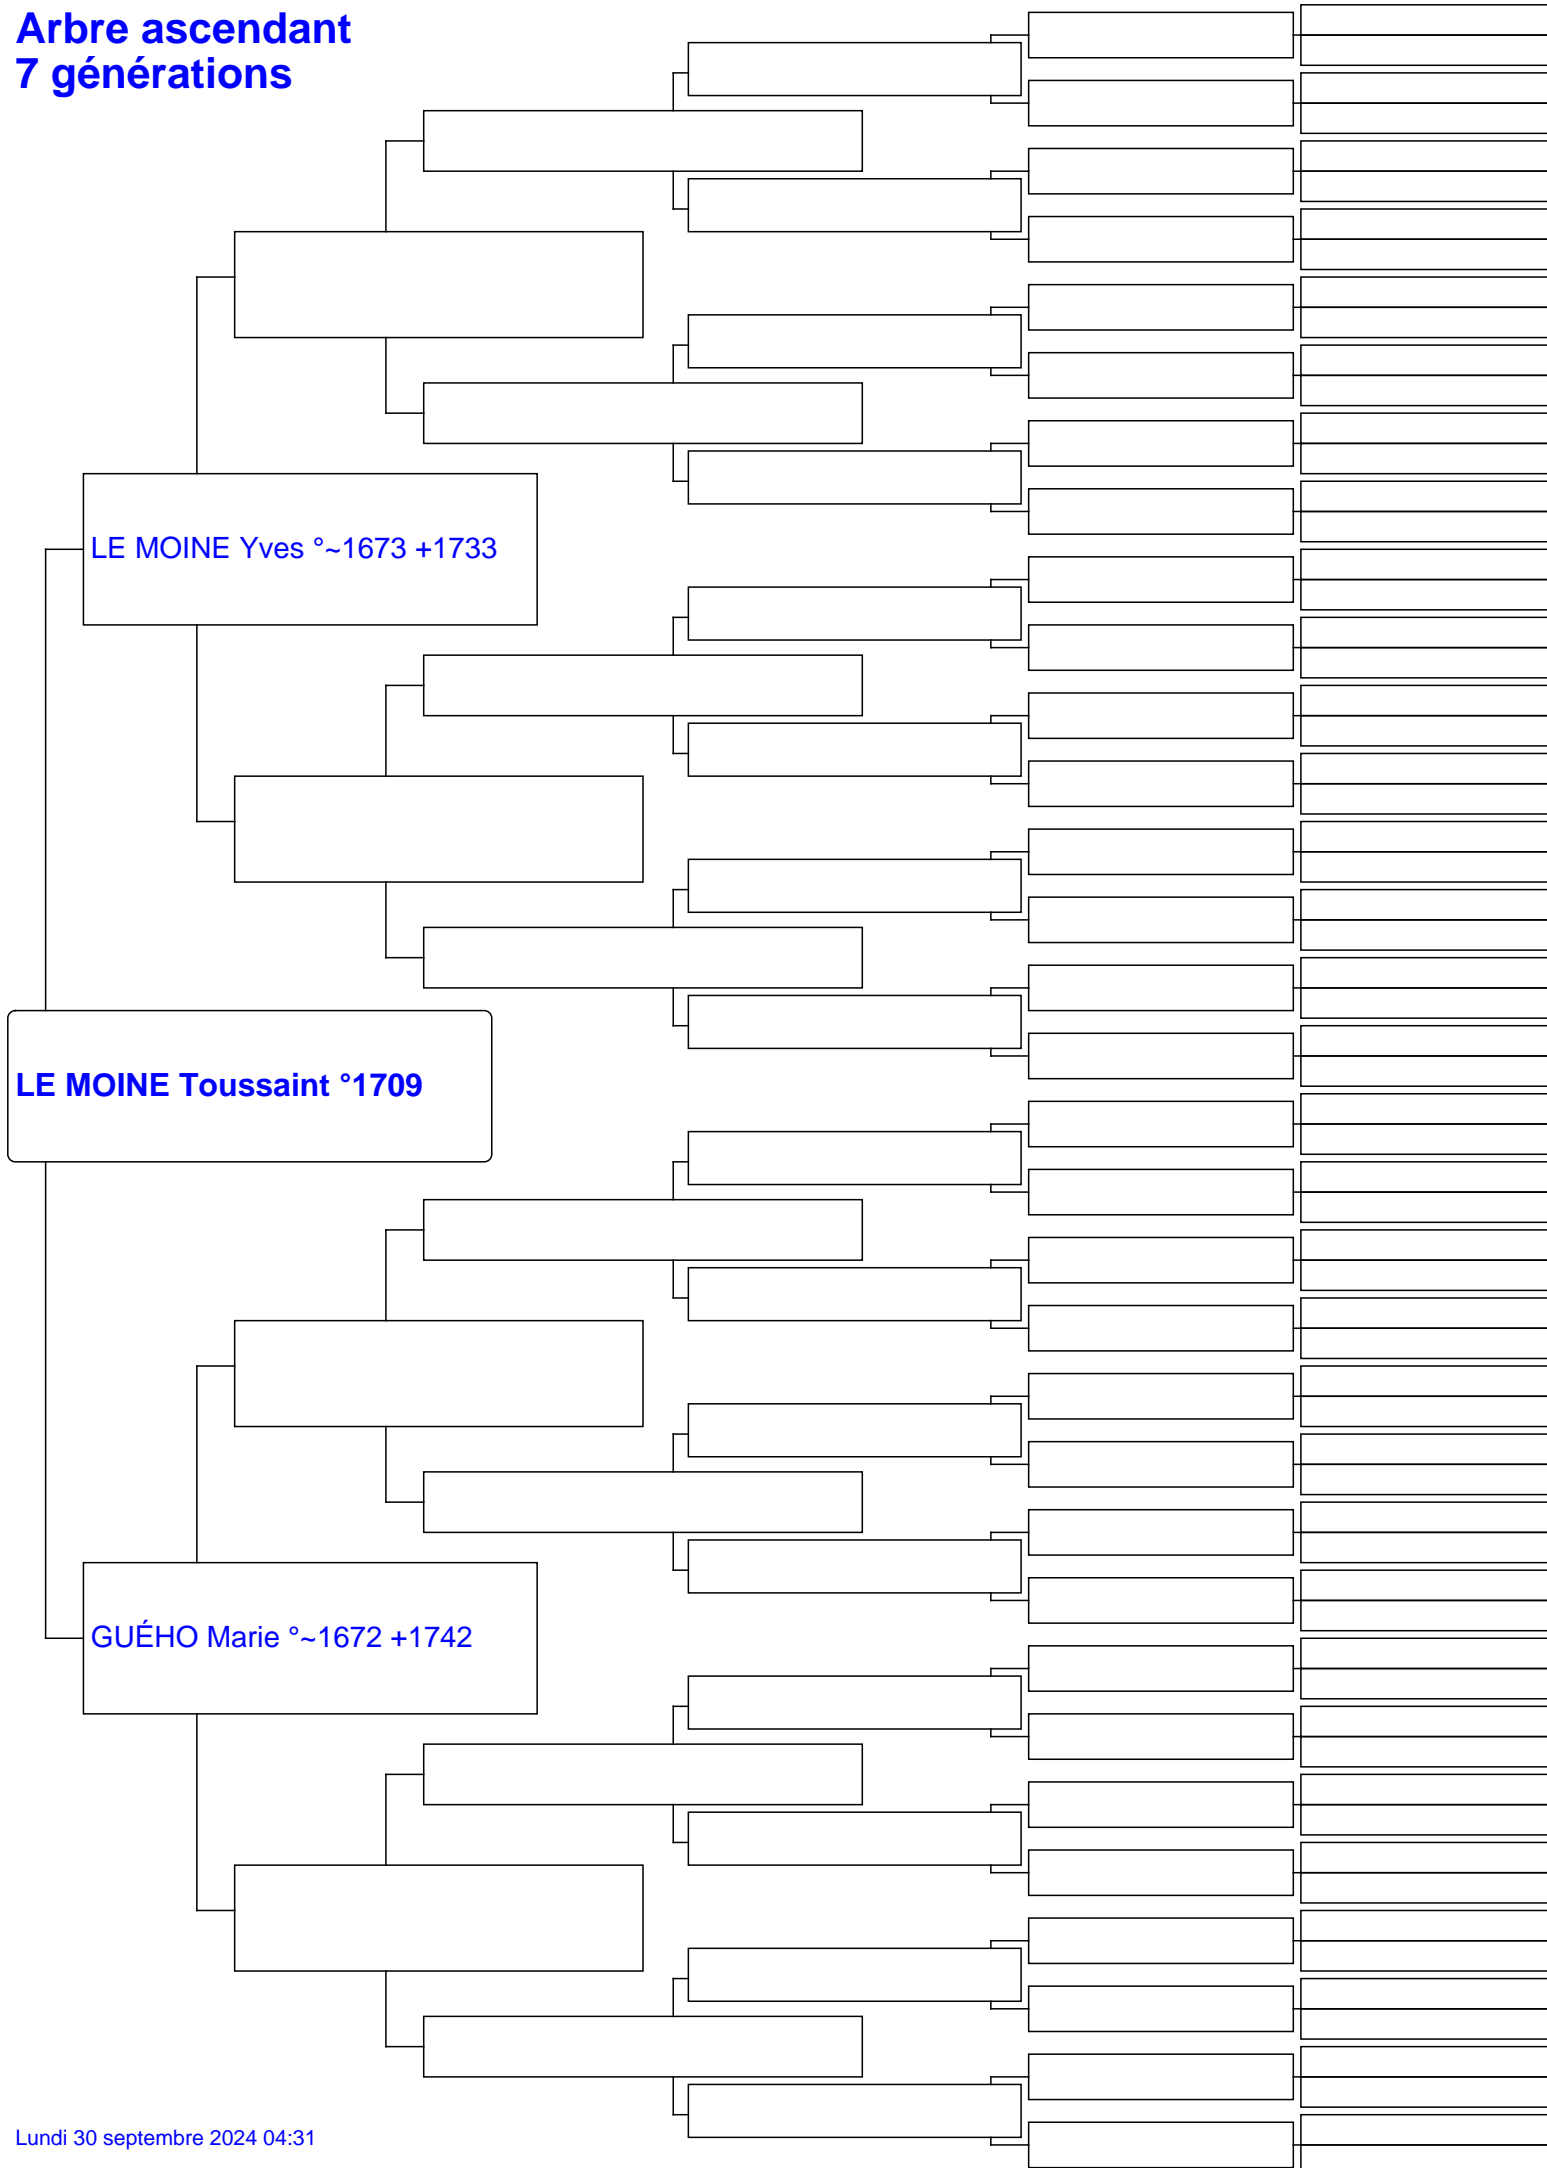 Arbre ascendant
7 générations
LE MOINE Yves °~1673 +1733
LE MOINE Toussaint °1709
GUÉHO Marie °~1672 +1742
Lundi 30 septembre 2024 04:31